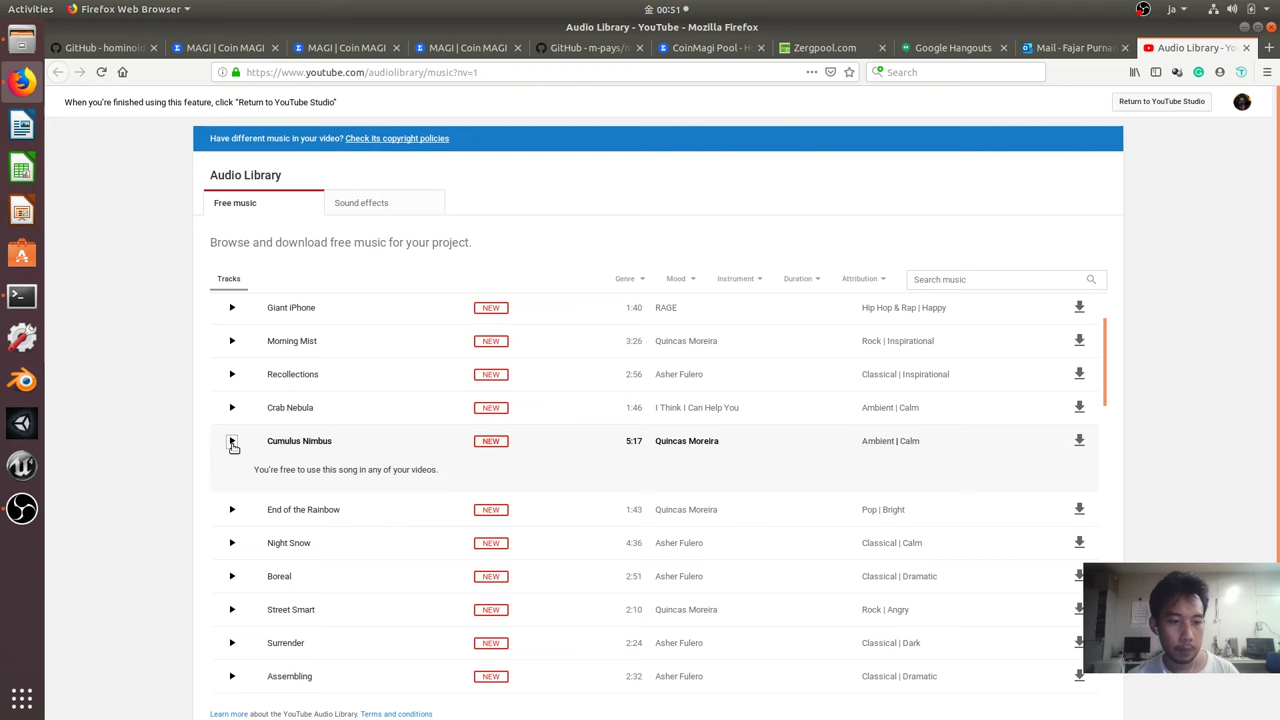 Activities Firefox Web Browser 00:51 ja
Audio Library - YouTube - Mozilla Firefox
GitHub - hominoid MAGI | Coin MAGI MAGI | Coin MAGI MAGI | Coin MAGI GitHub - m-pays/m CoinMagi Pool - H Zergpool.com Google Hangouts Mail - Fajar Purnan Audio Library - Yo
https://www.youtube.com/audiolibrary/music?nv=1 Search
When you're finished using this feature, click "Return to YouTube Studio" Return to YouTube Studio
Have different music in your video? Check its copyright policies
Audio Library
Free music Sound effects
Browse and download free music for your project.
Tracks Genre Mood Instrument Duration Attribution Search music
Giant iPhone NEW 1:40 RAGE Hip Hop & Rap | Happy
Morning Mist NEW 3:26 Quincas Moreira Rock | Inspirational
Recollections NEW 2:56 Asher Fulero Classical | Inspirational
Crab Nebula NEW 1:46 I Think I Can Help You Ambient | Calm
Cumulus Nimbus NEW 5:17 Quincas Moreira Ambient | Calm
You're free to use this song in any of your videos.
End of the Rainbow NEW 1:43 Quincas Moreira Pop | Bright
Night Snow NEW 4:36 Asher Fulero Classical | Calm
Boreal NEW 2:51 Asher Fulero Classical | Dramatic
Street Smart NEW 2:10 Quincas Moreira Rock | Angry
Surrender NEW 2:24 Asher Fulero Classical | Dark
Assembling NEW 2:32 Asher Fulero Classical | Dramatic
Learn more about the YouTube Audio Library. Terms and conditions